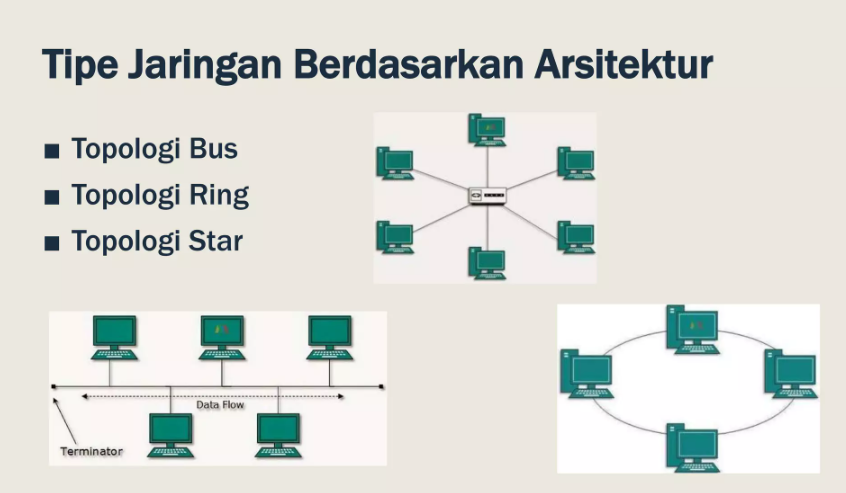 Tipe Jaringan Berdasarkan Arsitektur
■ Topologi Bus
■ Topologi Ring
■ Topologi Star
Data Flow
Terminator